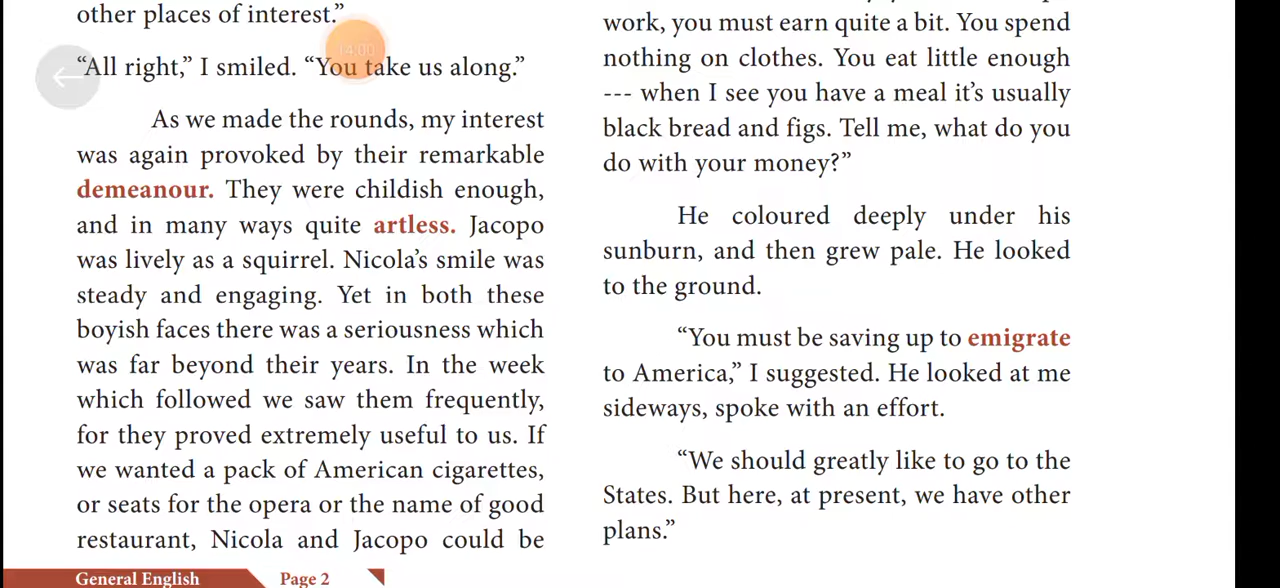 other places of interest.”
“All right,” I smiled. “You take us along.”
As we made the rounds, my interest
was again provoked by their remarkable
demeanour. They were childish enough,
and in many ways quite artless. Jacopo
was lively as a squirrel. Nicola’s smile was
steady and engaging. Yet in both these
boyish faces there was a seriousness which
was far beyond their years. In the week
which followed we saw them frequently,
for they proved extremely useful to us. If
we wanted a pack of American cigarettes,
or seats for the opera or the name of good
restaurant, Nicola and Jacopo could be
General English Page 2
work, you must earn quite a bit. You spend
nothing on clothes. You eat little enough
--- when I see you have a meal it’s usually
black bread and figs. Tell me, what do you
do with your money?”
He coloured deeply under his
sunburn, and then grew pale. He looked
to the ground.
“You must be saving up to emigrate
to America,” I suggested. He looked at me
sideways, spoke with an effort.
“We should greatly like to go to the
States. But here, at present, we have other
plans.”
14:00